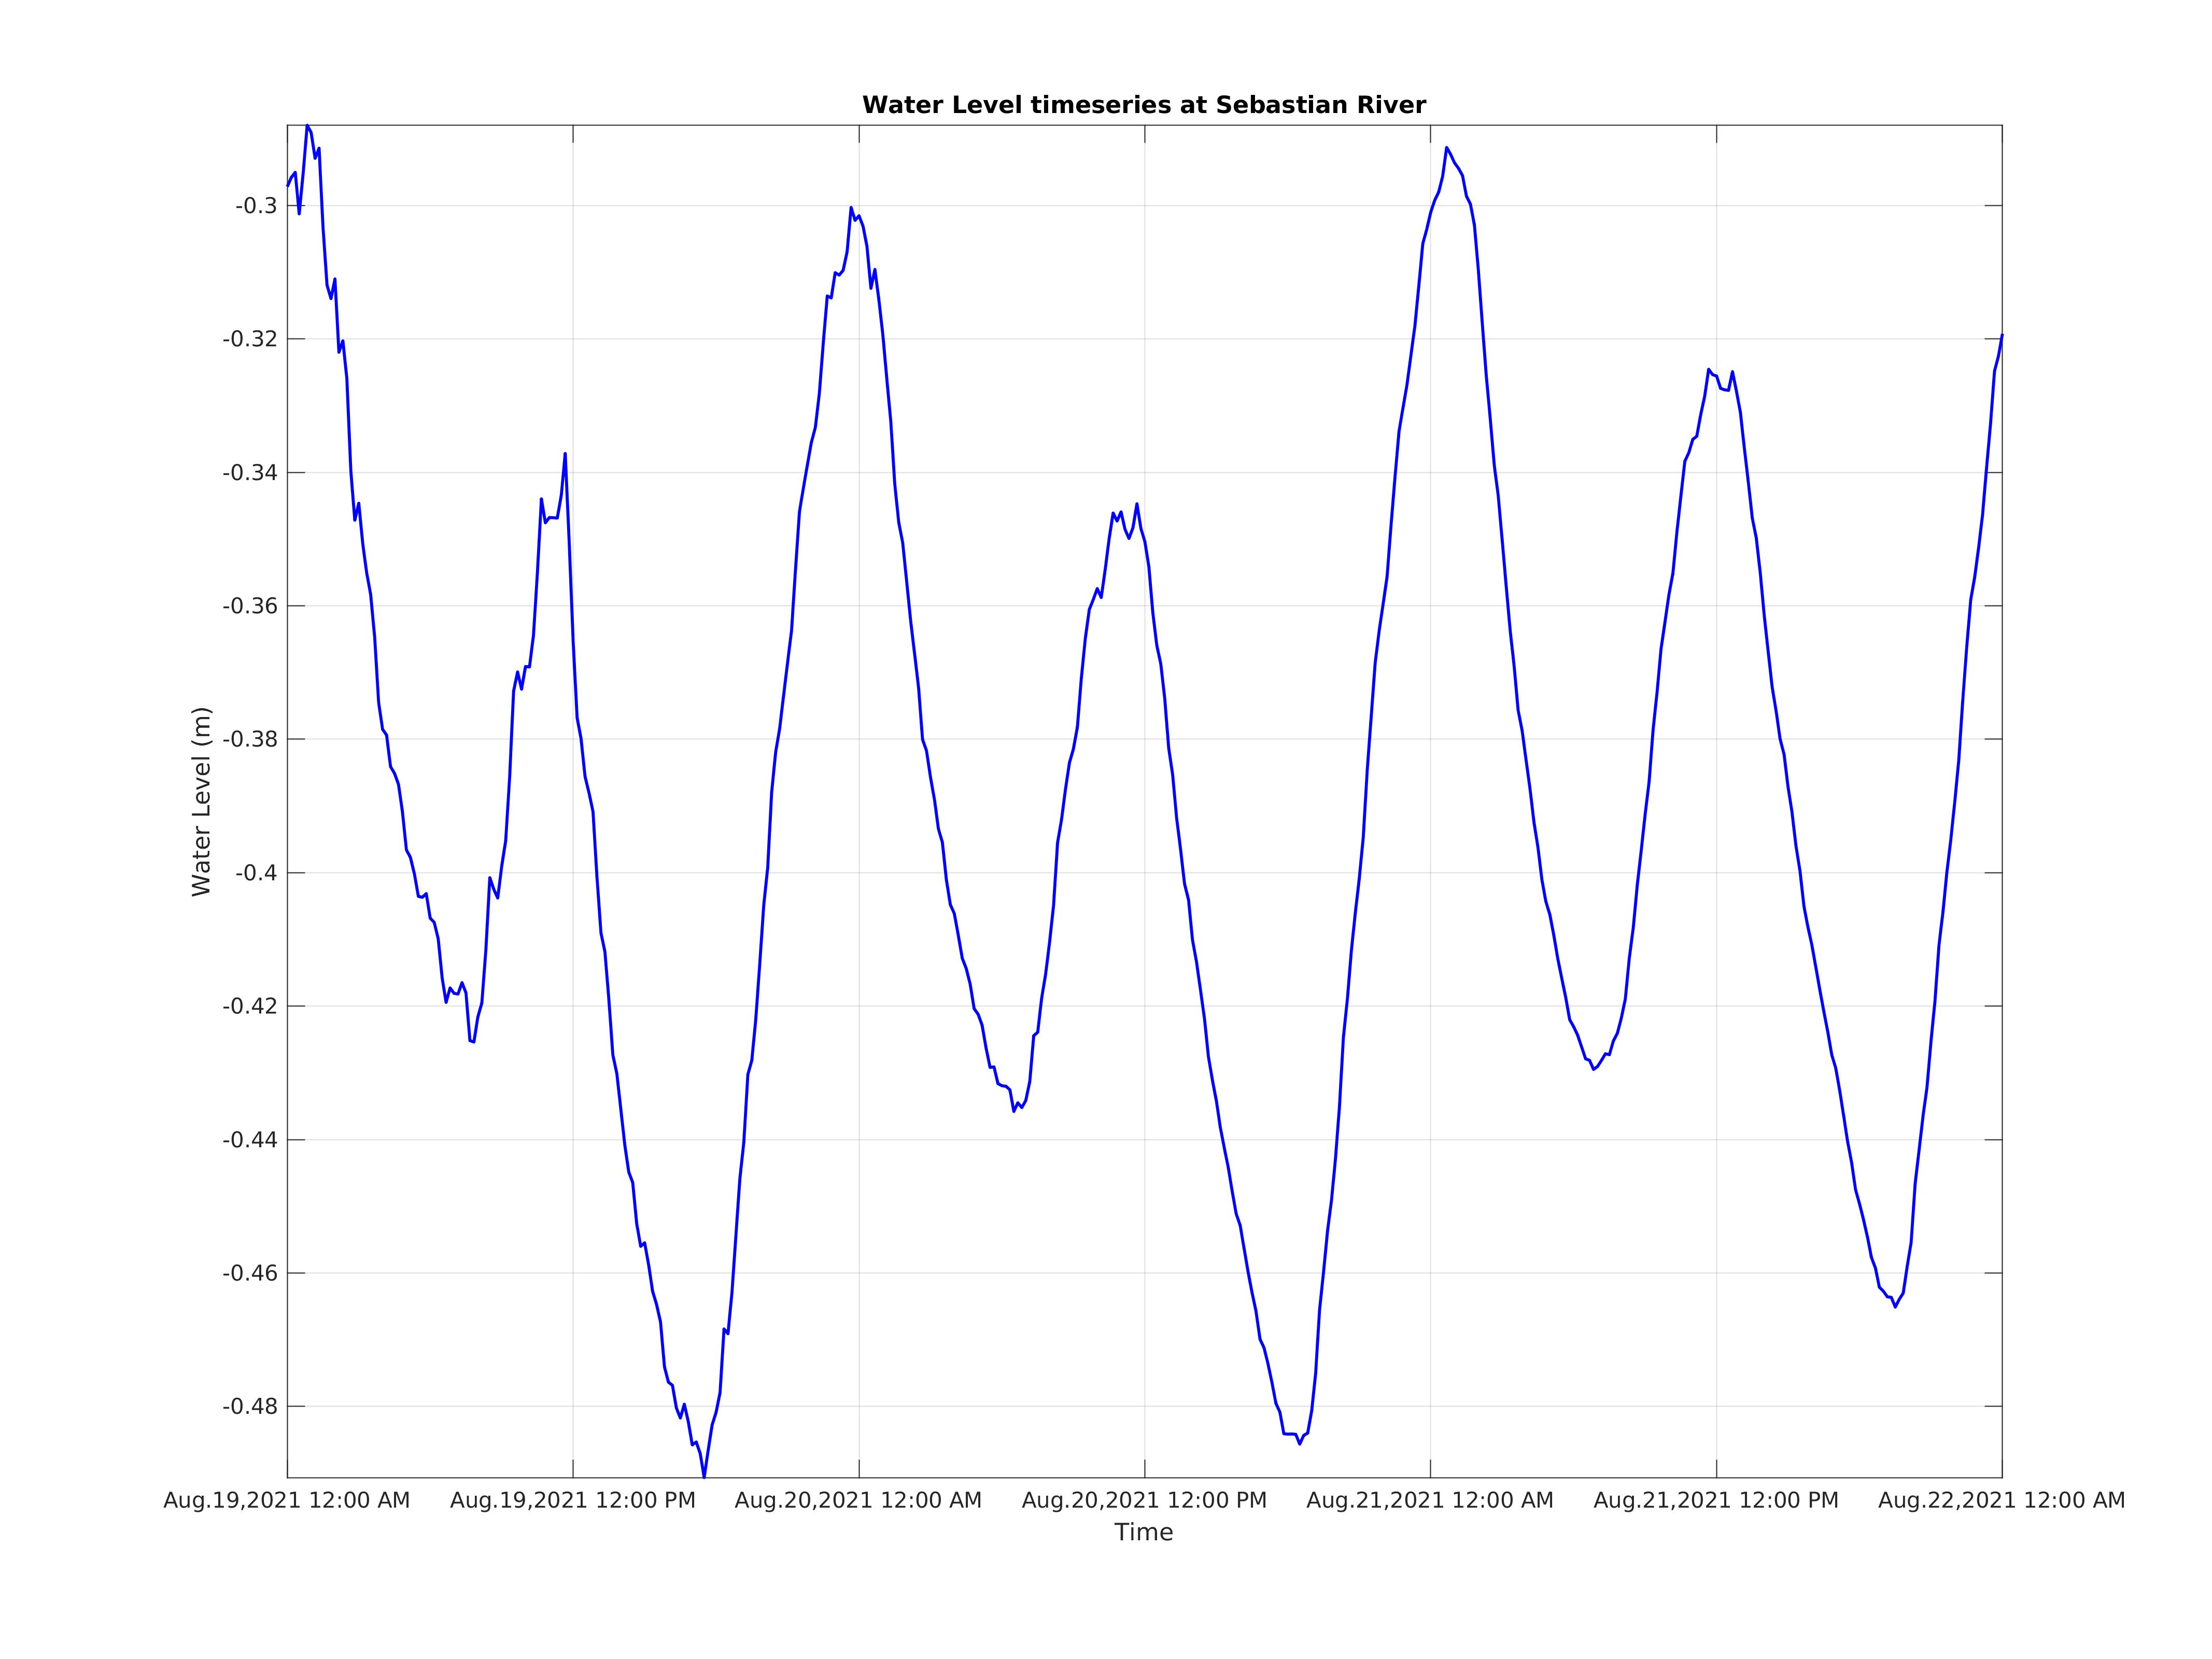 Water Level timeseries at Sebastian River
-0.3
-0.32
-0.34
-0.36
-0.38
-0.4
-0.42
-0.44
-0.46
-0.48
Water Level (m)
Aug.19,2021 12:00 AM
Aug.19,2021 12:00 PM
Aug.20,2021 12:00 AM
Aug.20,2021 12:00 PM
Aug.21,2021 12:00 AM
Aug.21,2021 12:00 PM
Aug.22,2021 12:00 AM
Time